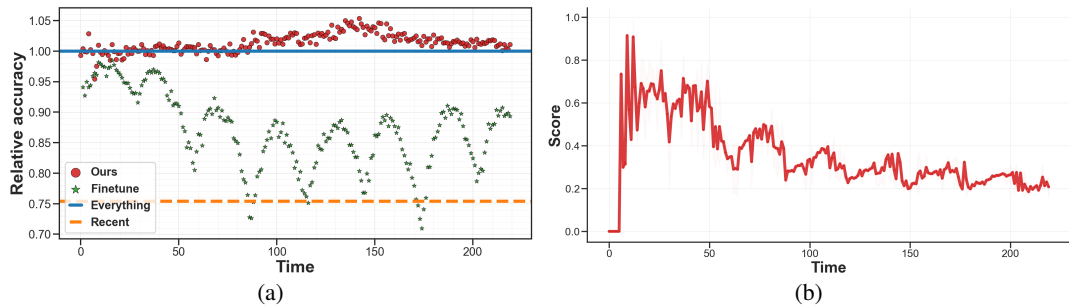 1.05
1.00
0.95
0.90
0.85
0.80
0.75
0.70
Relative accuracy
Ours
Finetune
Everything
Recent
0 50 100 150 200
Time
(a)
1.0
0.8
0.6
0.4
0.2
0.0
Score
0 50 100 150 200
Time
(b)